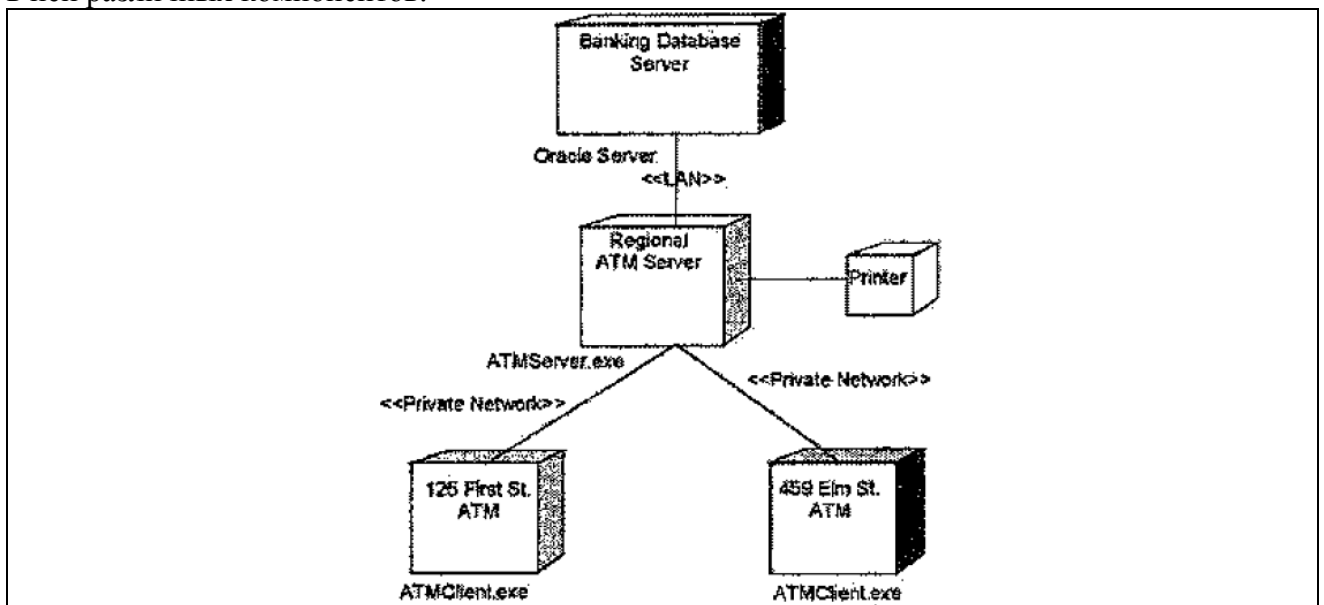 Banking Database
Server
Oracle Server
<<LAN>>
Regional
ATM Server
Printer
ATMServer.exe
<<Private Network>>
<<Private Network>>
125 First St.
ATM
459 Elm St.
ATM
ATMClient.exe
ATMClient.exe